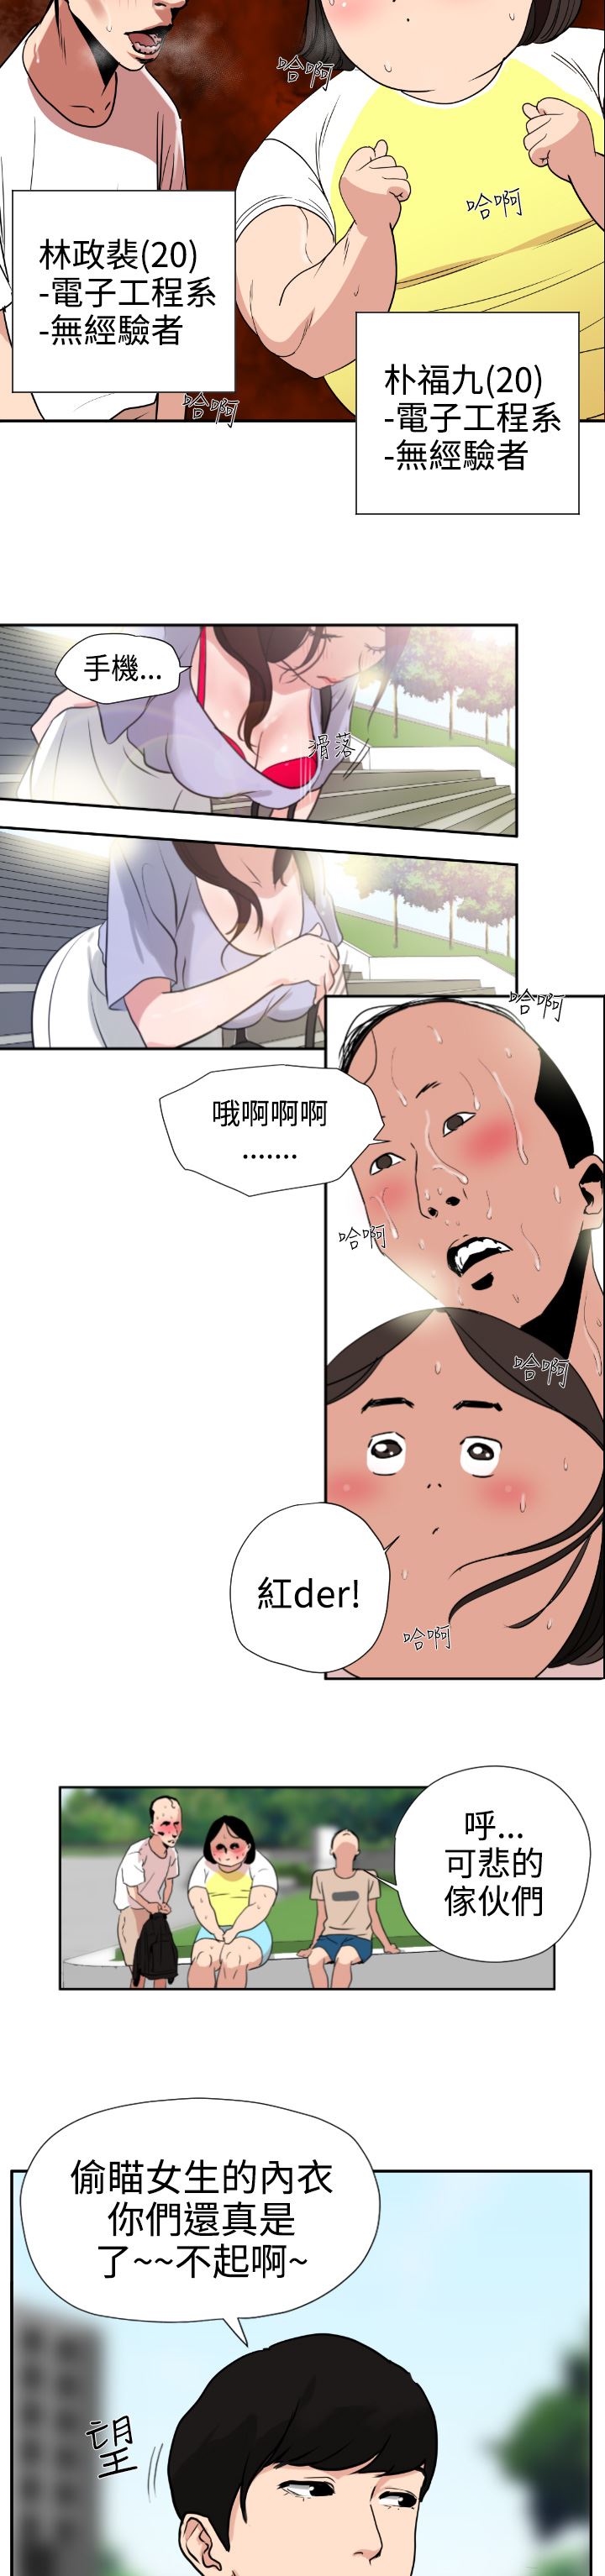 哈啊
哈啊
林政裴(20)
-電子工程系
-無經驗者
朴福九(20)
-電子工程系
-無經驗者
哈啊
手機...
滑落
哈啊
哦啊啊啊
.......
哈啊
哈啊
紅der!
哈啊
呼...
可悲的
傢伙們
偷瞄女生的內衣
你們還真是
了~~不起啊~
望